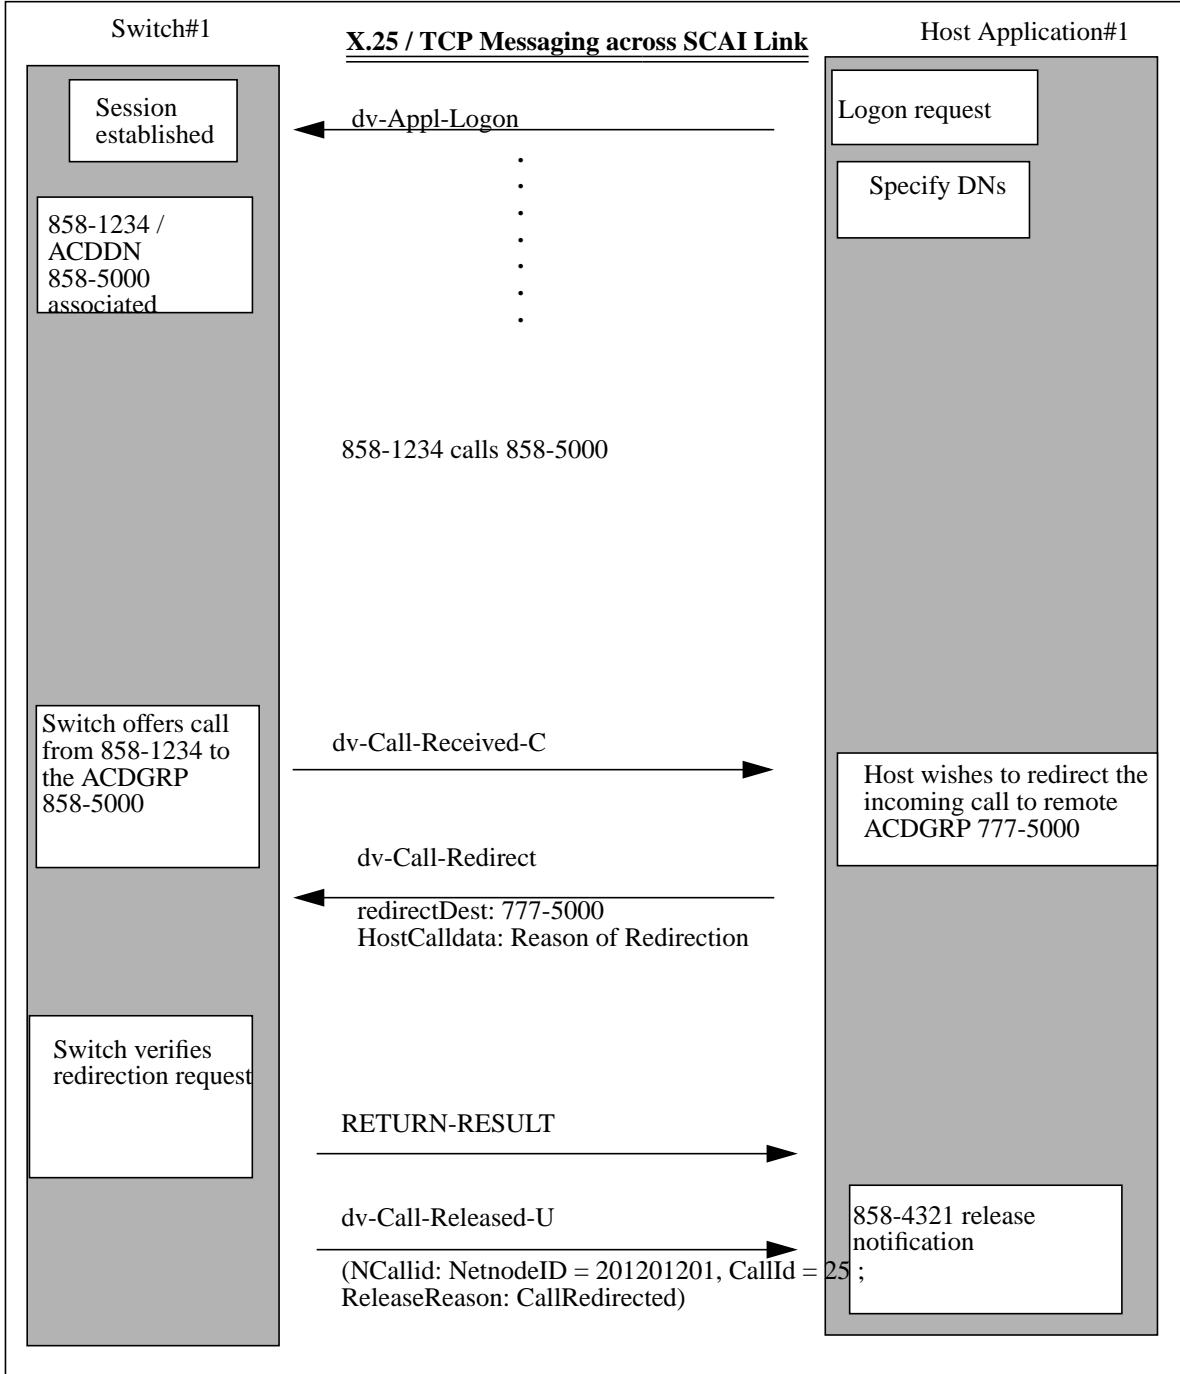 Switch#1
X.25 / TCP Messaging across SCAI Link
Host Application#1
Session
established
dv-Appl-Logon
Logon request
Specify DNs
858-1234 /
ACDDN
858-5000
associated
858-1234 calls 858-5000
Switch offers call
from 858-1234 to
the ACDGRP
858-5000
dv-Call-Received-C
Host wishes to redirect the
incoming call to remote
ACDGRP 777-5000
dv-Call-Redirect
redirectDest: 777-5000
HostCalldata: Reason of Redirection
Switch verifies
redirection request
RETURN-RESULT
dv-Call-Released-U
858-4321 release
notification
(NCallid: NetnodeID = 201201201, CallId = 25 ;
ReleaseReason: CallRedirected)